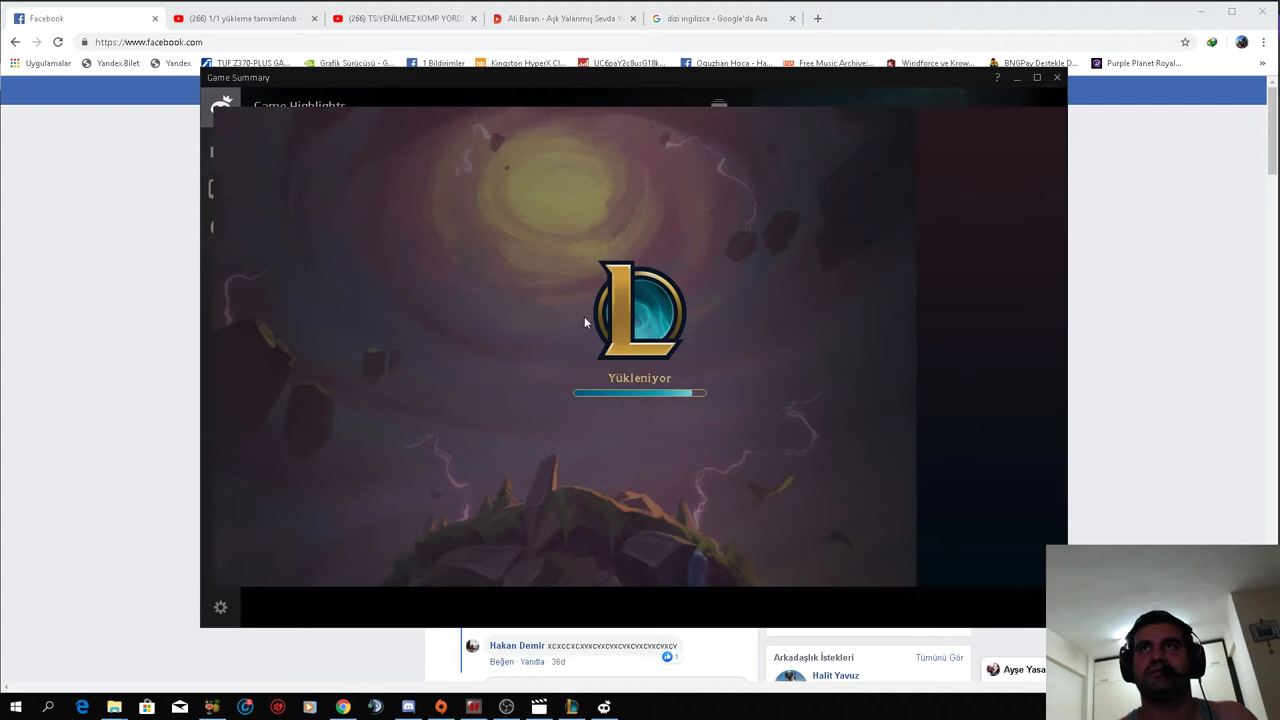 Facebook
(266) 1/1 yükleme tamamlandı -
(266) TS:YENİLMEZ KOMP YORD
Ali Baran - Aşk Yalanmış Sevda Y
dizi ingilizce - Google'da Ara
https://www.facebook.com
Uygulamalar
Yandex.Bilet
Yandex
TUF Z370-PLUS GA...
Grafik Sürücüsü - G...
1 Bildirimler
Kingston HyperX Cl...
UC6paY2c8usG18k...
Oguzhan Hoca - Ha...
Free Music Archive:...
Windforce ve Krow...
BNGPay Destekle D...
Purple Planet Royal...
Game Summary
Game Highlights
Yükleniyor
Hakan Demir
1
Beğen · Yanıtla · 36d
Arkadaşlık İstekleri
Tümünü Gör
Halit Yavuz
Ayşe Yasa